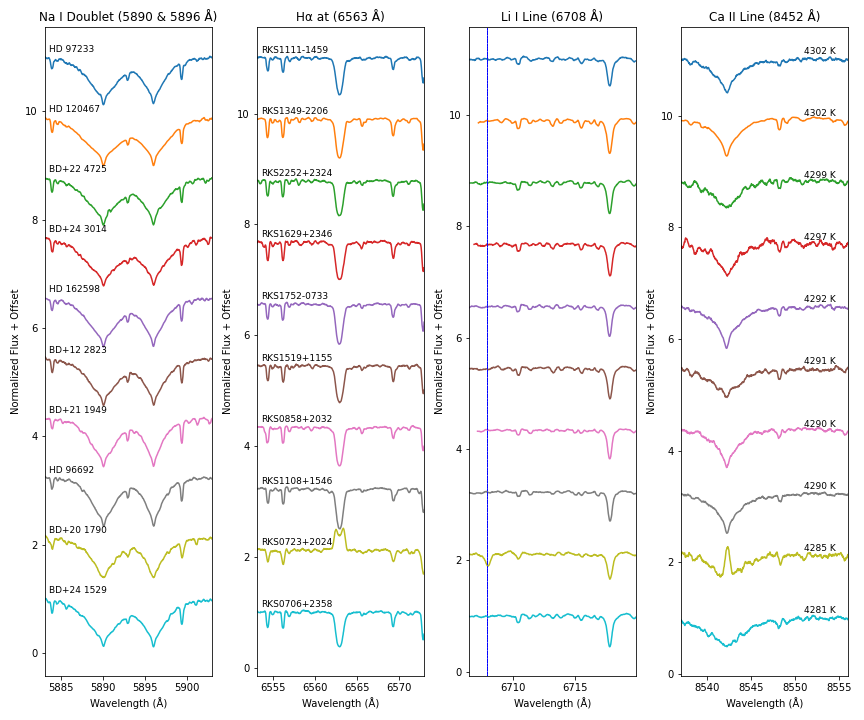 Na I Doublet (5890 & 5896 Å)
Hα at (6563 Å)
Li I Line (6708 Å)
Ca II Line (8452 Å)
Normalized Flux + Offset
10
8
6
4
2
0
HD 97233
HD 120467
BD+22 4725
BD+24 3014
HD 162598
BD+12 2823
BD+21 1949
HD 96692
BD+20 1790
BD+24 1529
5885 5890 5895 5900
Wavelength (Å)
Normalized Flux + Offset
10
8
6
4
2
0
RKS1111-1459
RKS1349-2206
RKS2252+2324
RKS1629+2346
RKS1752-0733
RKS1519+1155
RKS0858+2032
RKS1108+1546
RKS0723+2024
RKS0706+2358
6555 6560 6565 6570
Wavelength (Å)
Normalized Flux + Offset
10
8
6
4
2
0
6710 6715
Wavelength (Å)
Normalized Flux + Offset
10
8
6
4
2
0
4302 K
4302 K
4299 K
4297 K
4292 K
4291 K
4290 K
4290 K
4285 K
4281 K
8540 8545 8550 8555
Wavelength (Å)